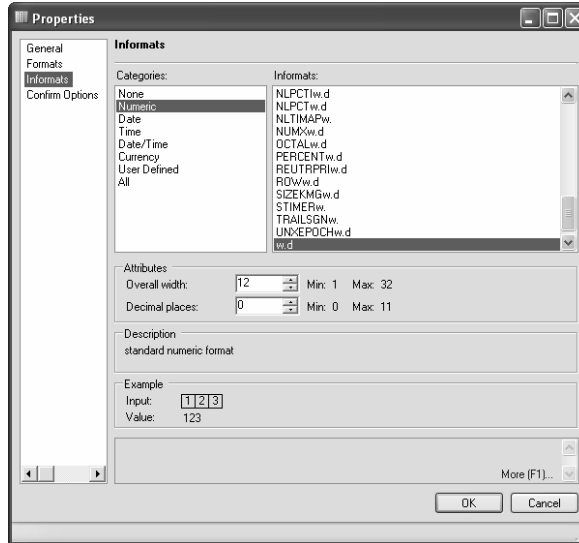 Properties
General
Formats
Informats
Confirm Options
Informats
Categories:
None
Numeric
Date
Time
Date/Time
Currency
User Defined
All
Informats:
NLPCTIw.d
NLPCTw.d
NLTIMAPw.
NUMXw.d
OCTALw.d
PERCENTw.d
REUTRPRIw.d
ROWw.d
SIZEKMGw.d
STIMERw.
TRAILSGNw.
UNXEPOCHw.d
w.d
Attributes
Overall width: 12 Min: 1 Max: 32
Decimal places: 0 Min: 0 Max: 11
Description
standard numeric format
Example
Input: 1 2 3
Value: 123
More (F1)...
OK Cancel